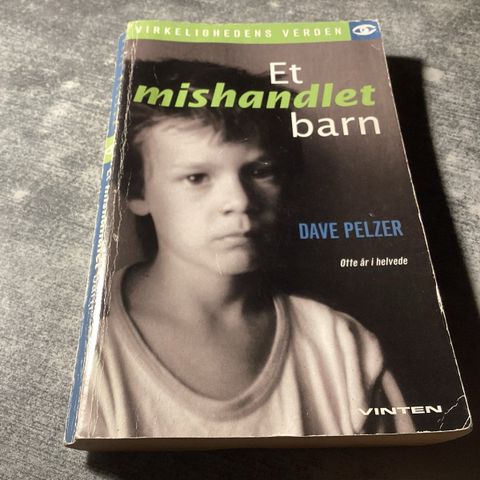 VIRKELIGHEDENS VERDEN
Et
mishandlet
barn
DAVE PELZER
Otte år i helvede
VINTEN